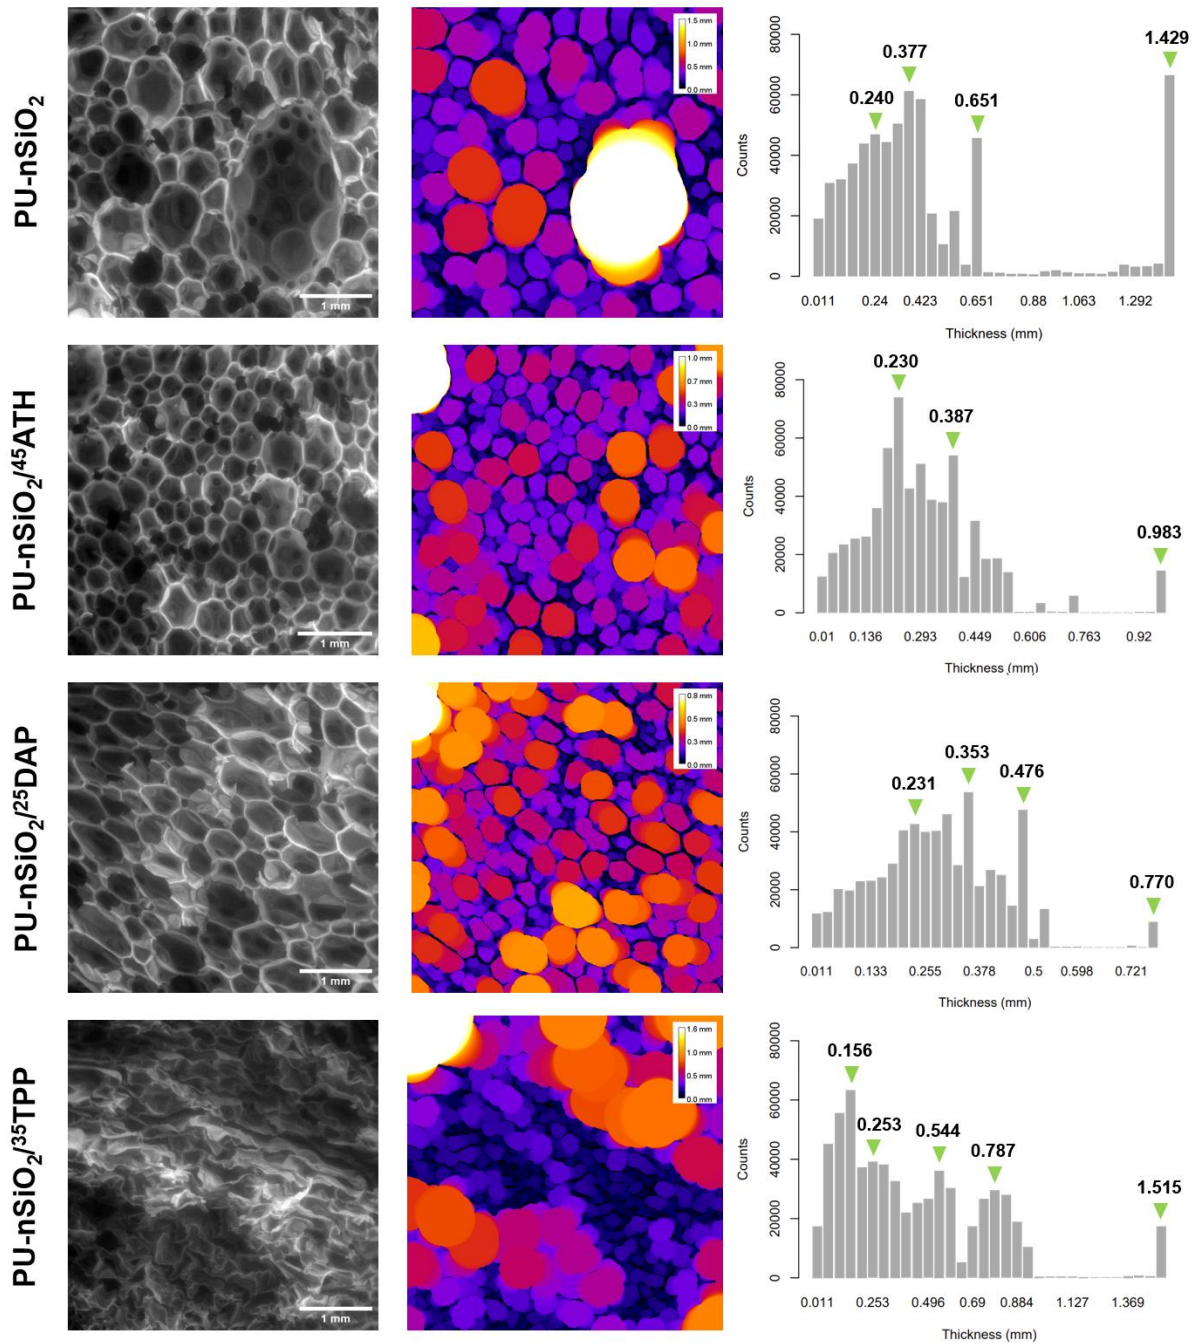 PU-nSiO₂
1 mm
1.5 mm
1.0 mm
0.5 mm
0.0 mm
Counts
80000
60000
40000
20000
0
0.240
0.377
0.651
1.429
0.011 0.24 0.423 0.651 0.88 1.063 1.292
Thickness (mm)
PU-nSiO₂/⁴⁵ATH
1 mm
1.0 mm
0.7 mm
0.3 mm
0.0 mm
Counts
80000
60000
40000
20000
0
0.230
0.387
0.983
0.01 0.136 0.293 0.449 0.606 0.763 0.92
Thickness (mm)
PU-nSiO₂/²⁵DAP
1 mm
0.8 mm
0.5 mm
0.3 mm
0.0 mm
Counts
80000
60000
40000
20000
0
0.231
0.353
0.476
0.770
0.011 0.133 0.255 0.378 0.5 0.598 0.721
Thickness (mm)
PU-nSiO₂/³⁵TPP
1 mm
1.6 mm
1.0 mm
0.5 mm
0.0 mm
Counts
80000
60000
40000
20000
0
0.156
0.253
0.544
0.787
1.515
0.011 0.253 0.496 0.69 0.884 1.127 1.369
Thickness (mm)